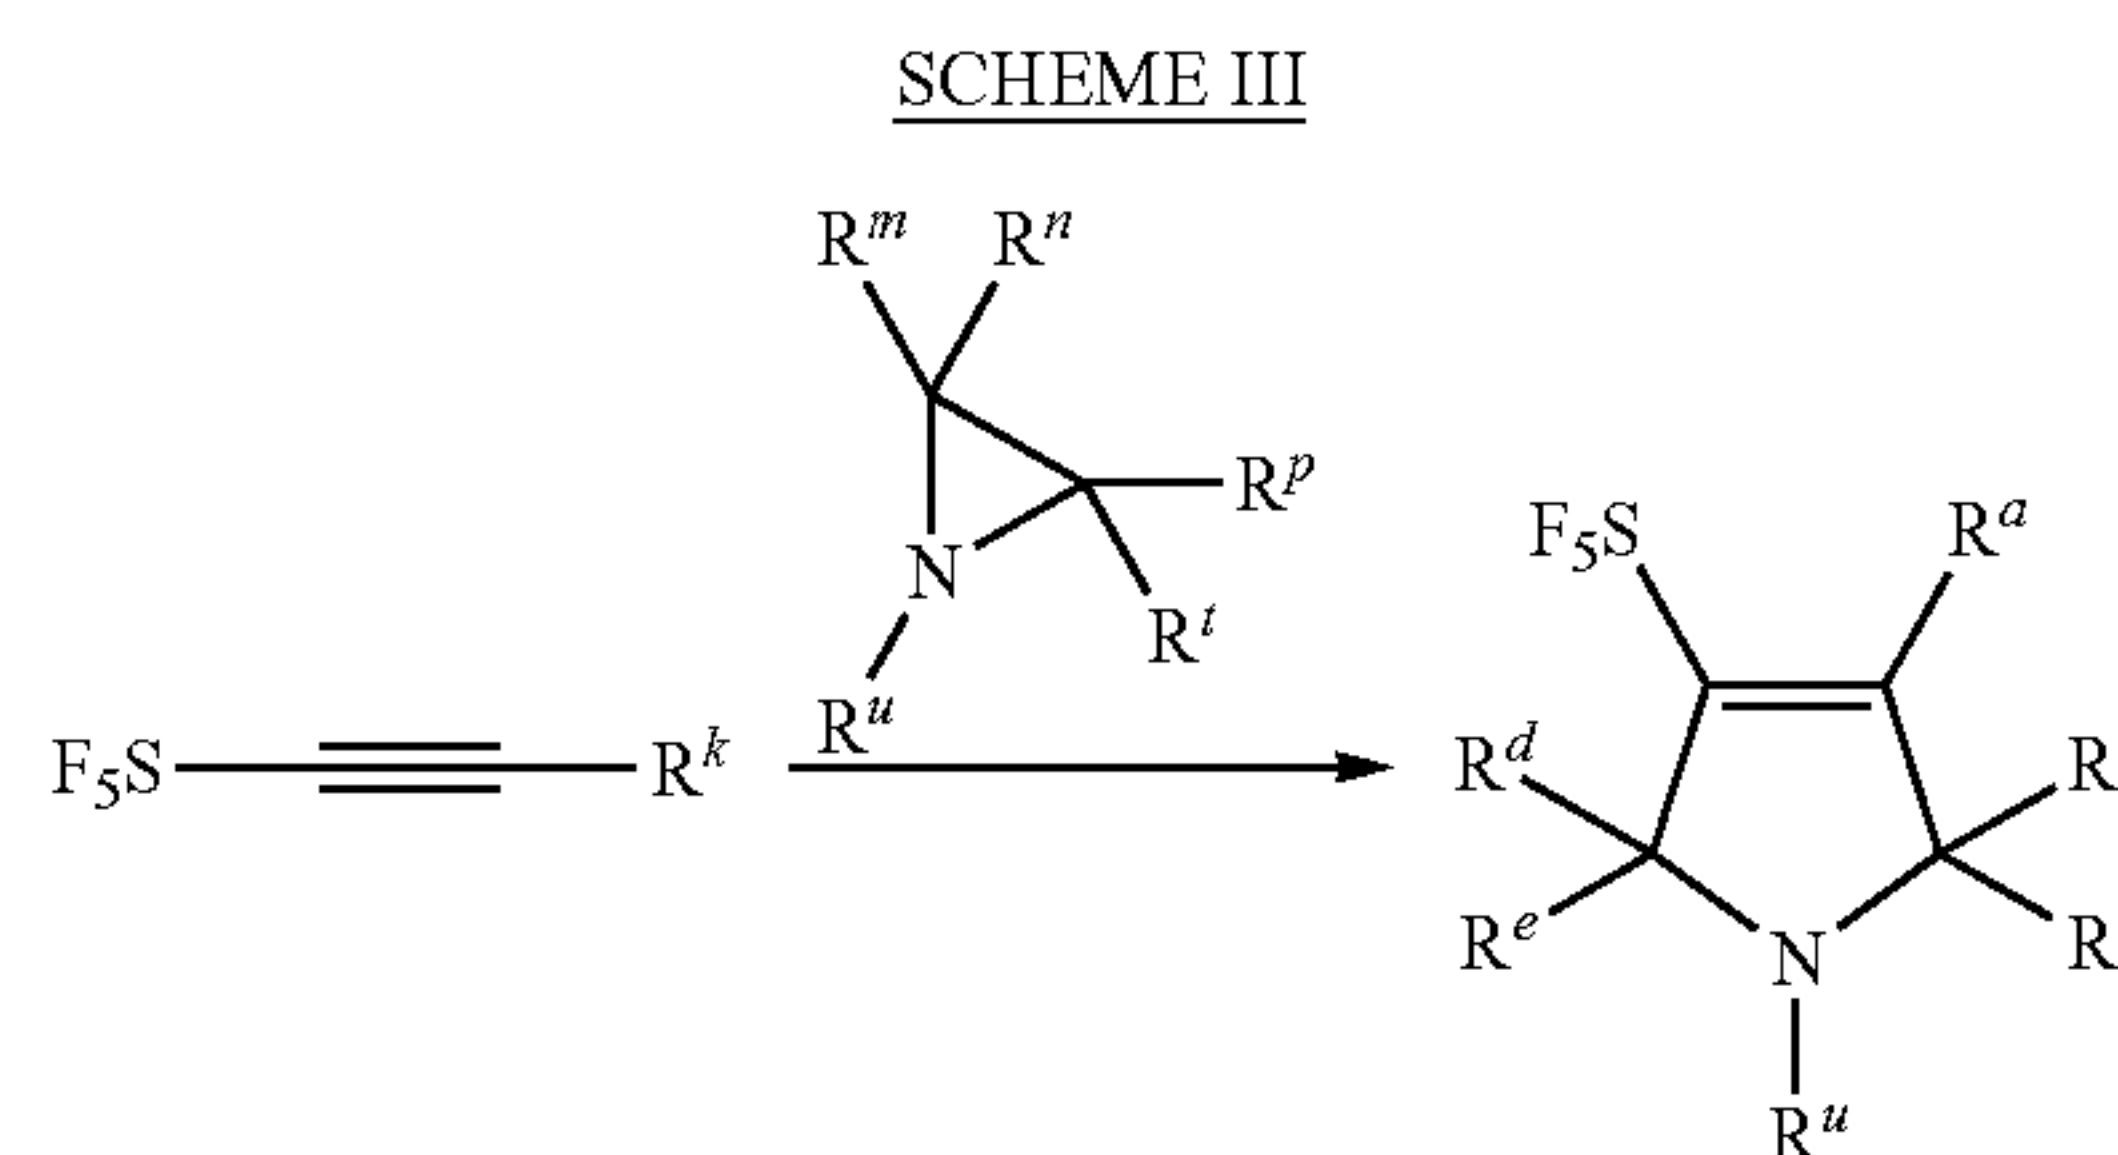 SCHEME III
R^m R^n
R^p
N
R^t
R^u
F₅S R^k
F₅S R^a
R^d R
R^e R
N
R^u